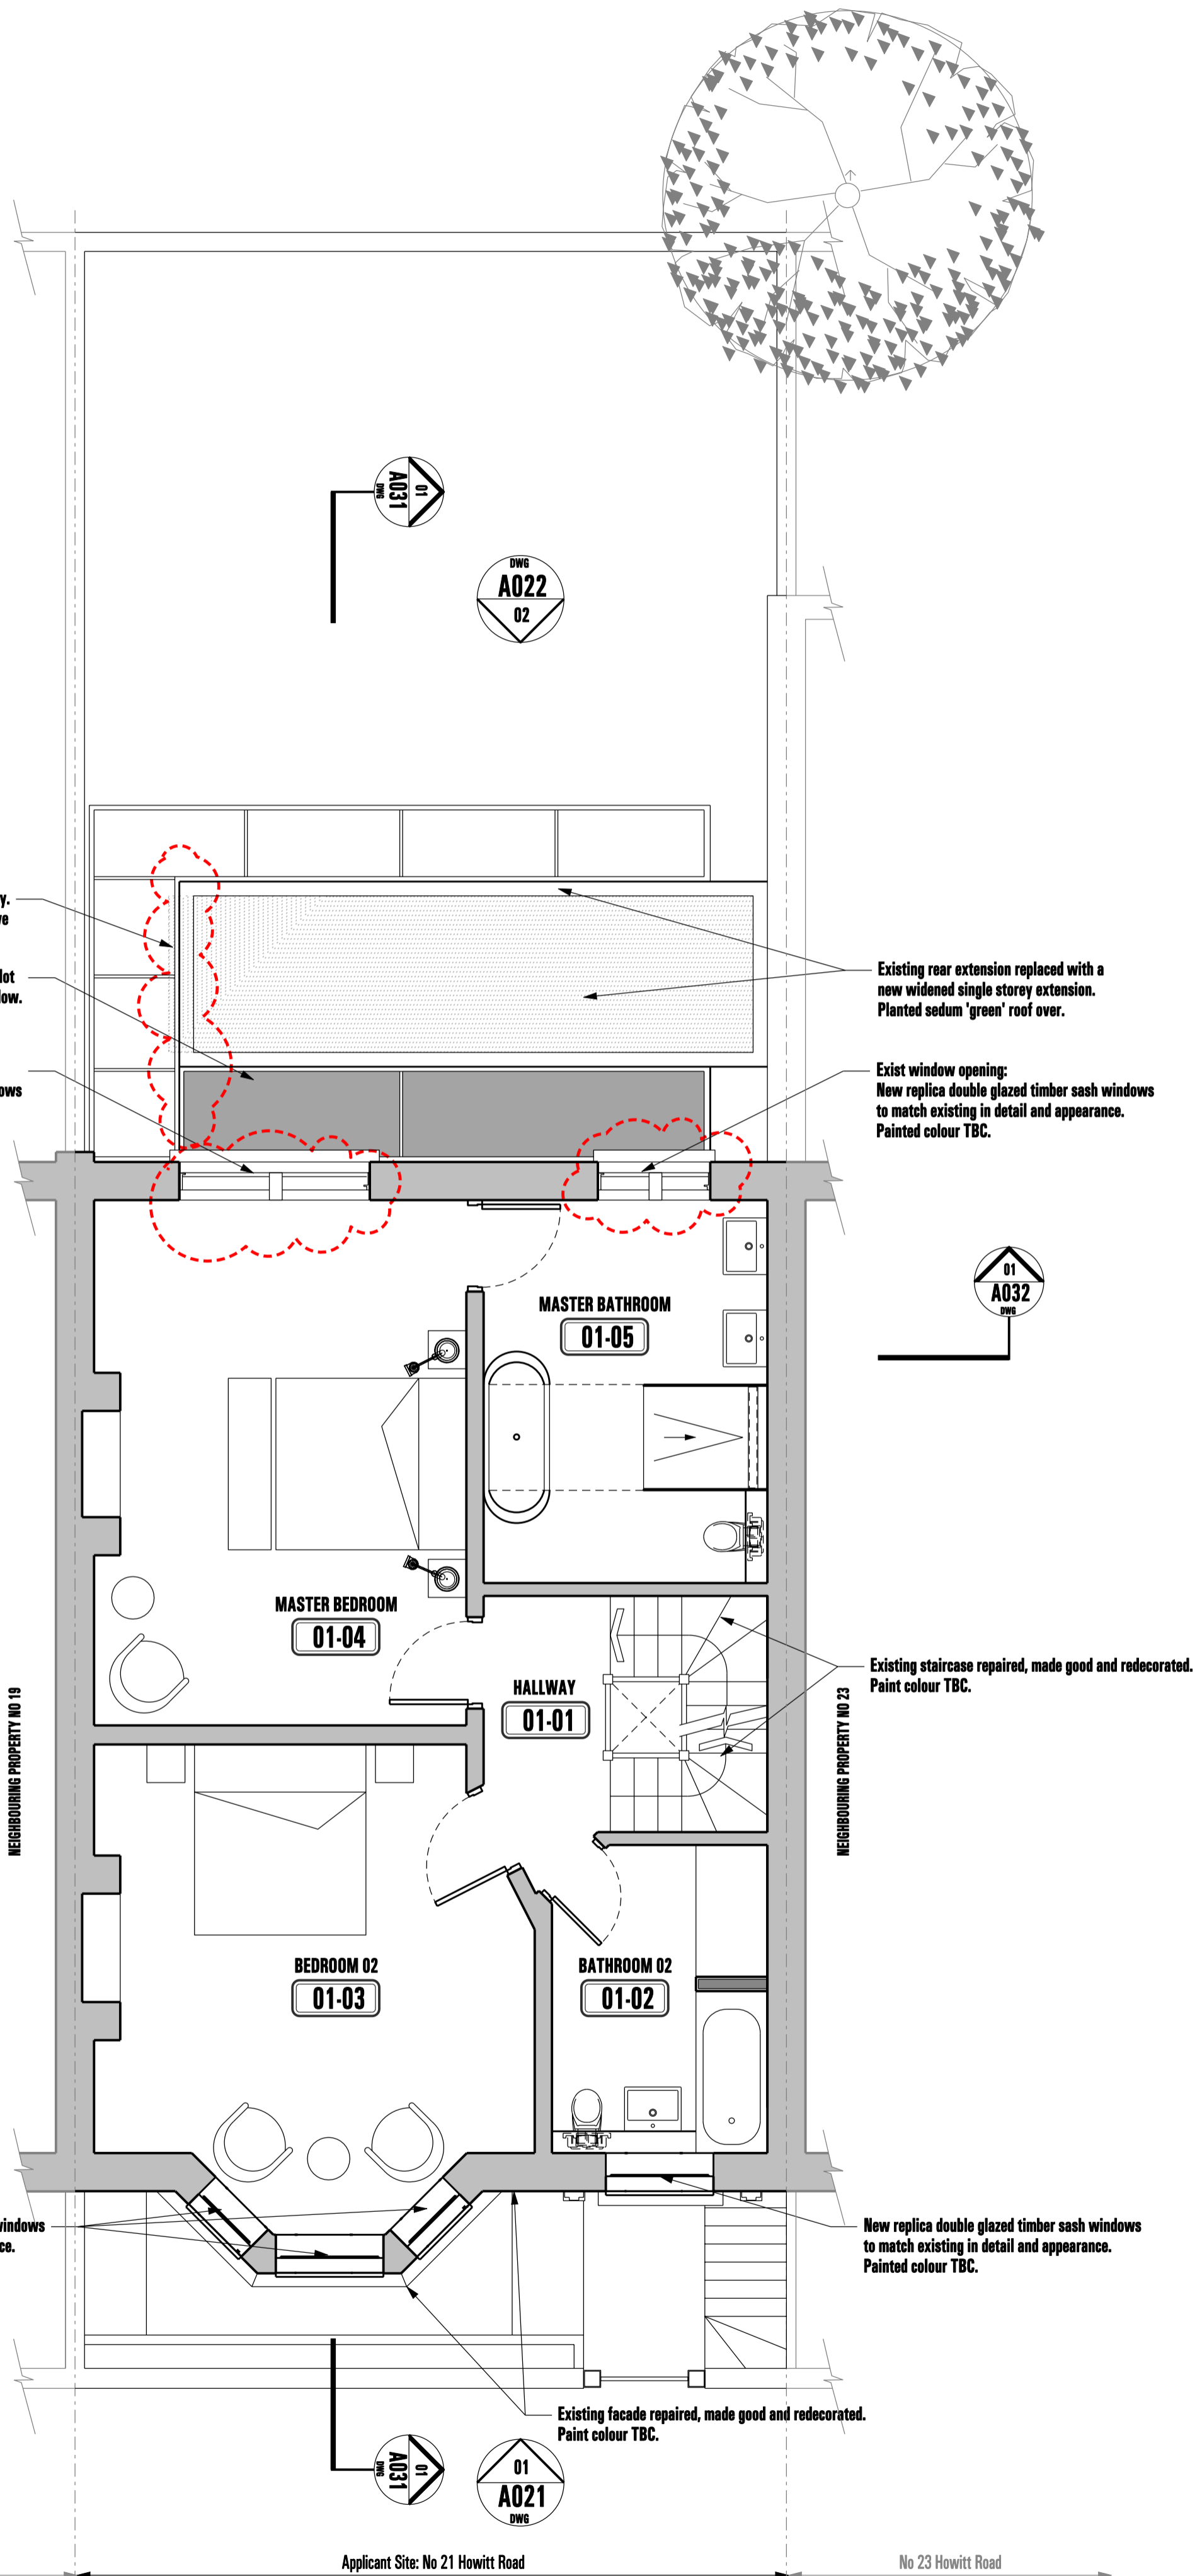 01
A031
DWG
DWG
A022
02
y.
ve
lot
low.
ows
Existing rear extension replaced with a
new widened single storey extension.
Planted sedum 'green' roof over.
Exist window opening:
New replica double glazed timber sash windows
to match existing in detail and appearance.
Painted colour TBC.
01
A032
DWG
MASTER BATHROOM
01-05
MASTER BEDROOM
01-04
HALLWAY
01-01
Existing staircase repaired, made good and redecorated.
Paint colour TBC.
NEIGHBOURING PROPERTY NO 19
NEIGHBOURING PROPERTY NO 23
BEDROOM 02
01-03
BATHROOM 02
01-02
windows
ce.
New replica double glazed timber sash windows
to match existing in detail and appearance.
Painted colour TBC.
Existing facade repaired, made good and redecorated.
Paint colour TBC.
01
A031
DWG
01
A021
DWG
Applicant Site: No 21 Howitt Road
No 23 Howitt Road